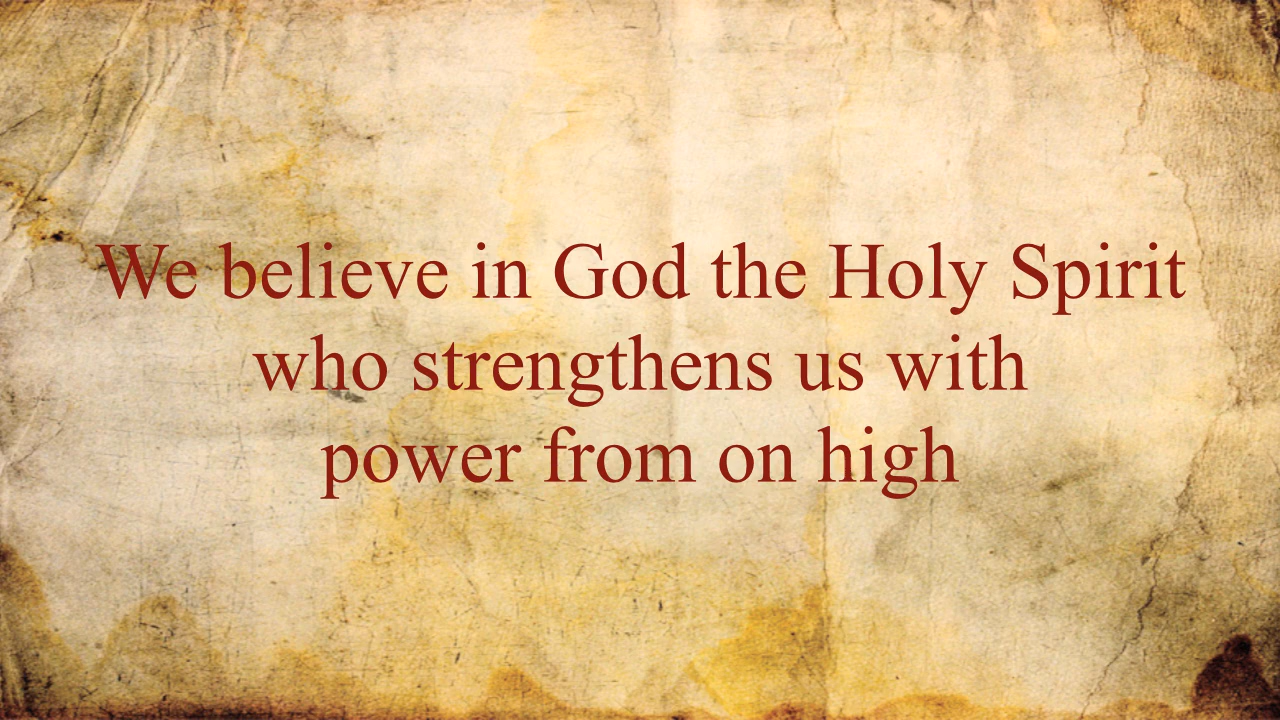 We believe in God the Holy Spirit
who strengthens us with
power from on high